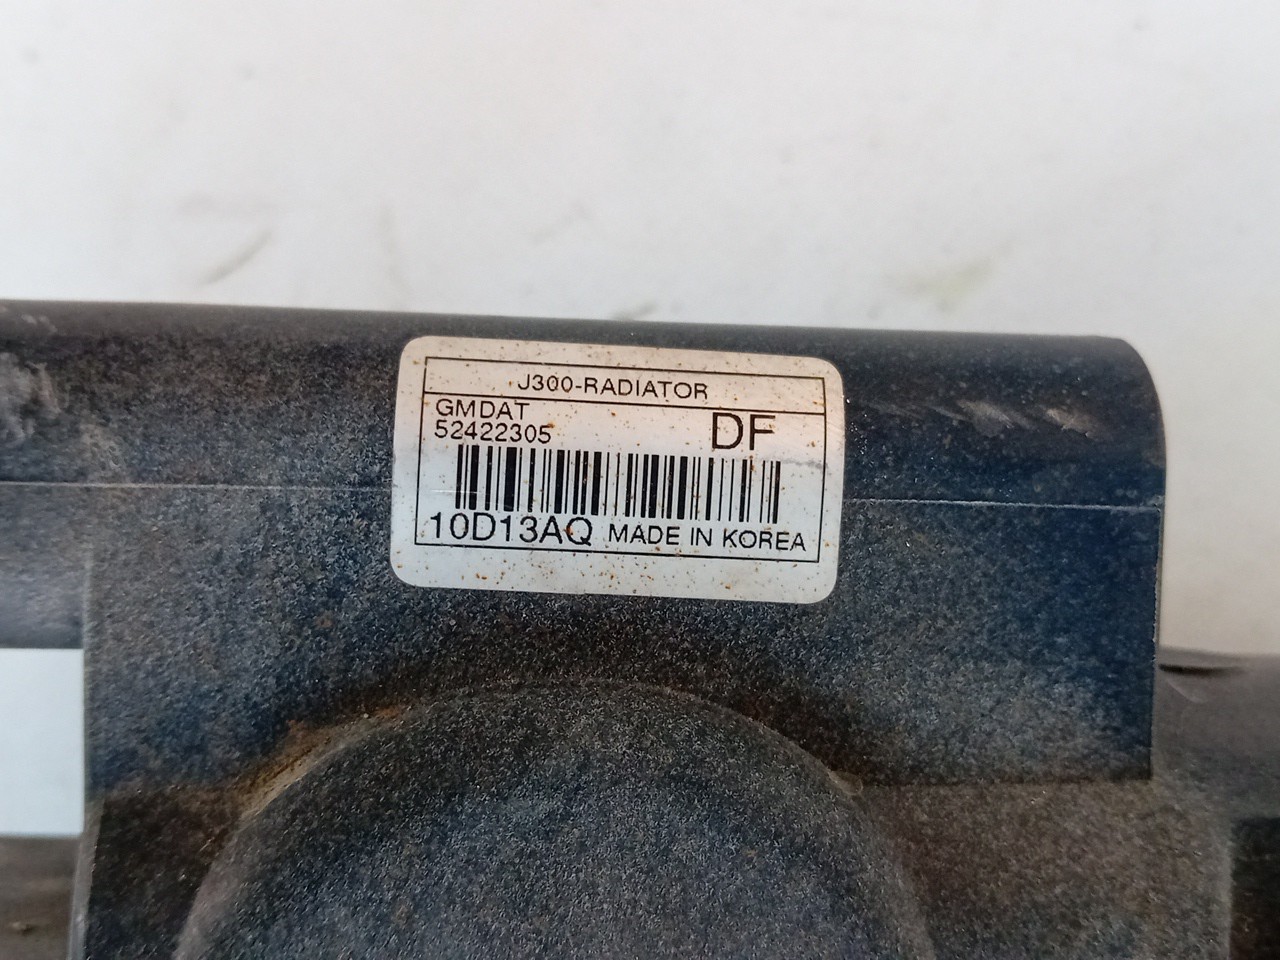 J300-RADIATOR
GMDAT
52422305
DF
10D13AQ MADE IN KOREA